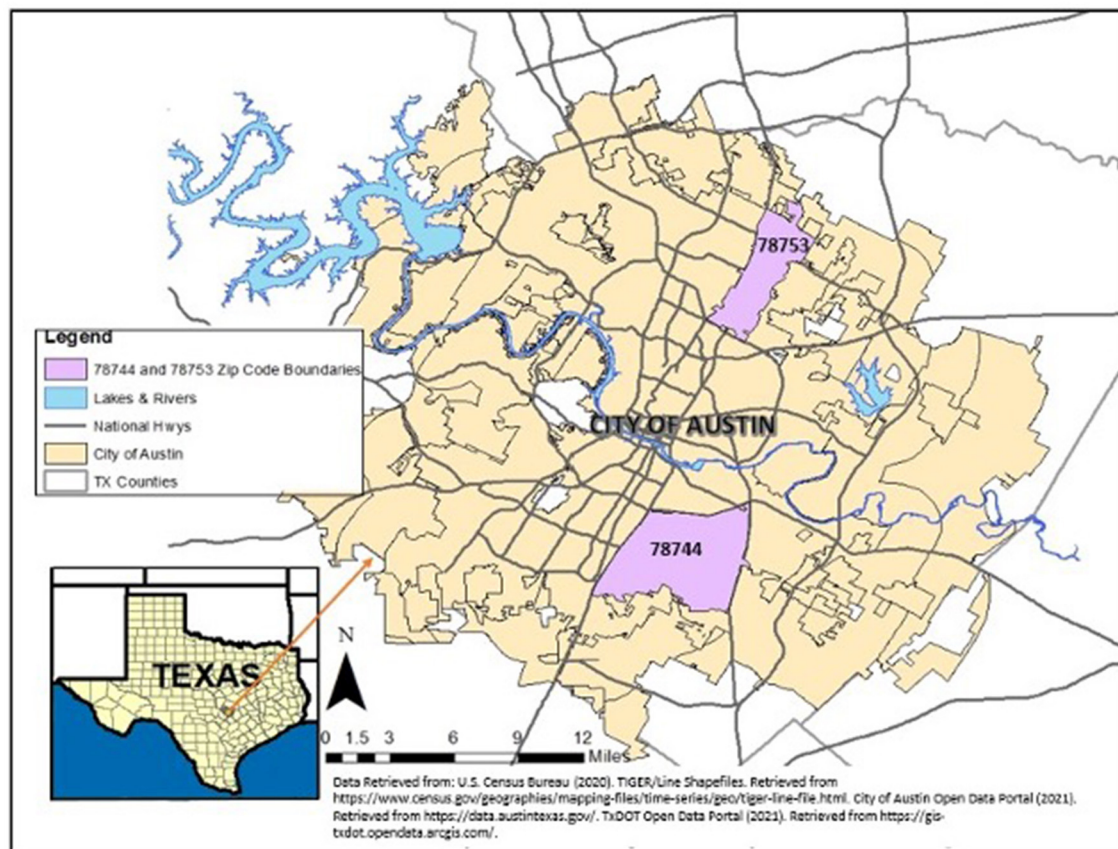 78753
Legend
78744 and 78753 Zip Code Boundaries
Lakes & Rivers
National Hwys
City of Austin
TX Counties
CITY OF AUSTIN
78744
TEXAS
N
0 1.5 3 6 9 12
Miles
Data Retrieved from: U.S. Census Bureau (2020). TIGER/Line Shapefiles. Retrieved from
https://www.census.gov/geographies/mapping-files/time-series/geo/tiger-line-file.html. City of Austin Open Data Portal (2021).
Retrieved from https://data.austintexas.gov/. TxDOT Open Data Portal (2021). Retrieved from https://gis-
txdot.opendata.arcgis.com/.